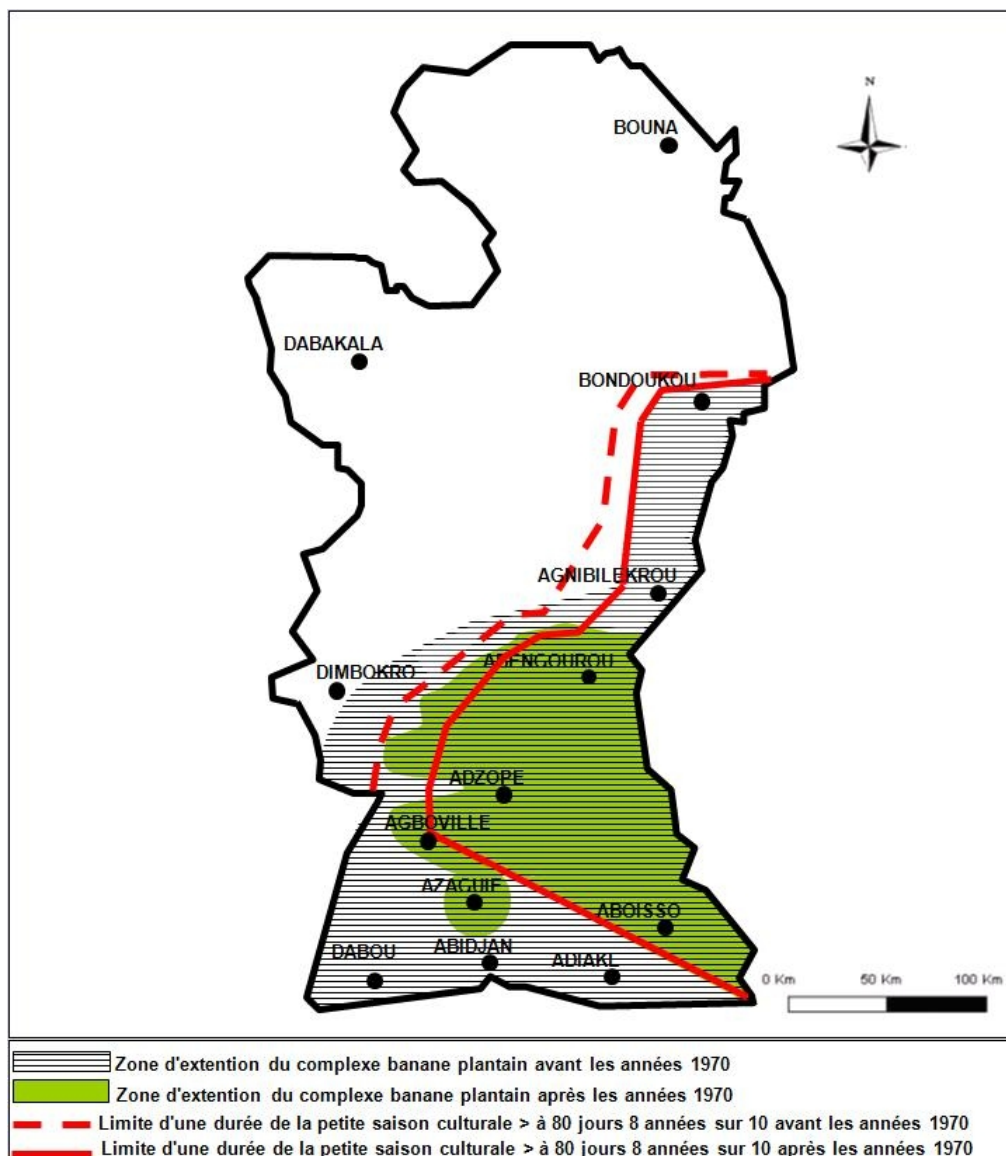 N
BOUNA
DABAKALA
BONDOUKOU
AGNIBILEKROU
ABENGOUROU
DIMBOKRO
ADZOPE
AGBOVILLE
AZAGUIE
ABOISSO
DABOU
ABIDJAN
ADIAKE
0 Km 50 Km 100 Km
Zone d'extention du complexe banane plantain avant les années 1970
Zone d'extention du complexe banane plantain après les années 1970
Limite d'une durée de la petite saison culturale > à 80 jours 8 années sur 10 avant les années 1970
Limite d'une durée de la petite saison culturale > à 80 jours 8 années sur 10 après les années 1970